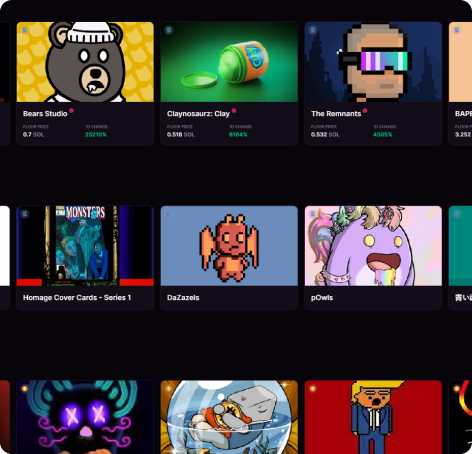 Bears Studio
Claynosaurz: Clay
The Remnants
BAPE
FLOOR PRICE
1D CHANGE
FLOOR PRICE
1D CHANGE
FLOOR PRICE
1D CHANGE
FLOOR
0.7 SOL
25210%
0.518 SOL
6164%
0.532 SOL
4505%
3.252
MONSTERS
Homage Cover Cards - Series 1
DaZazels
pOwls
青い